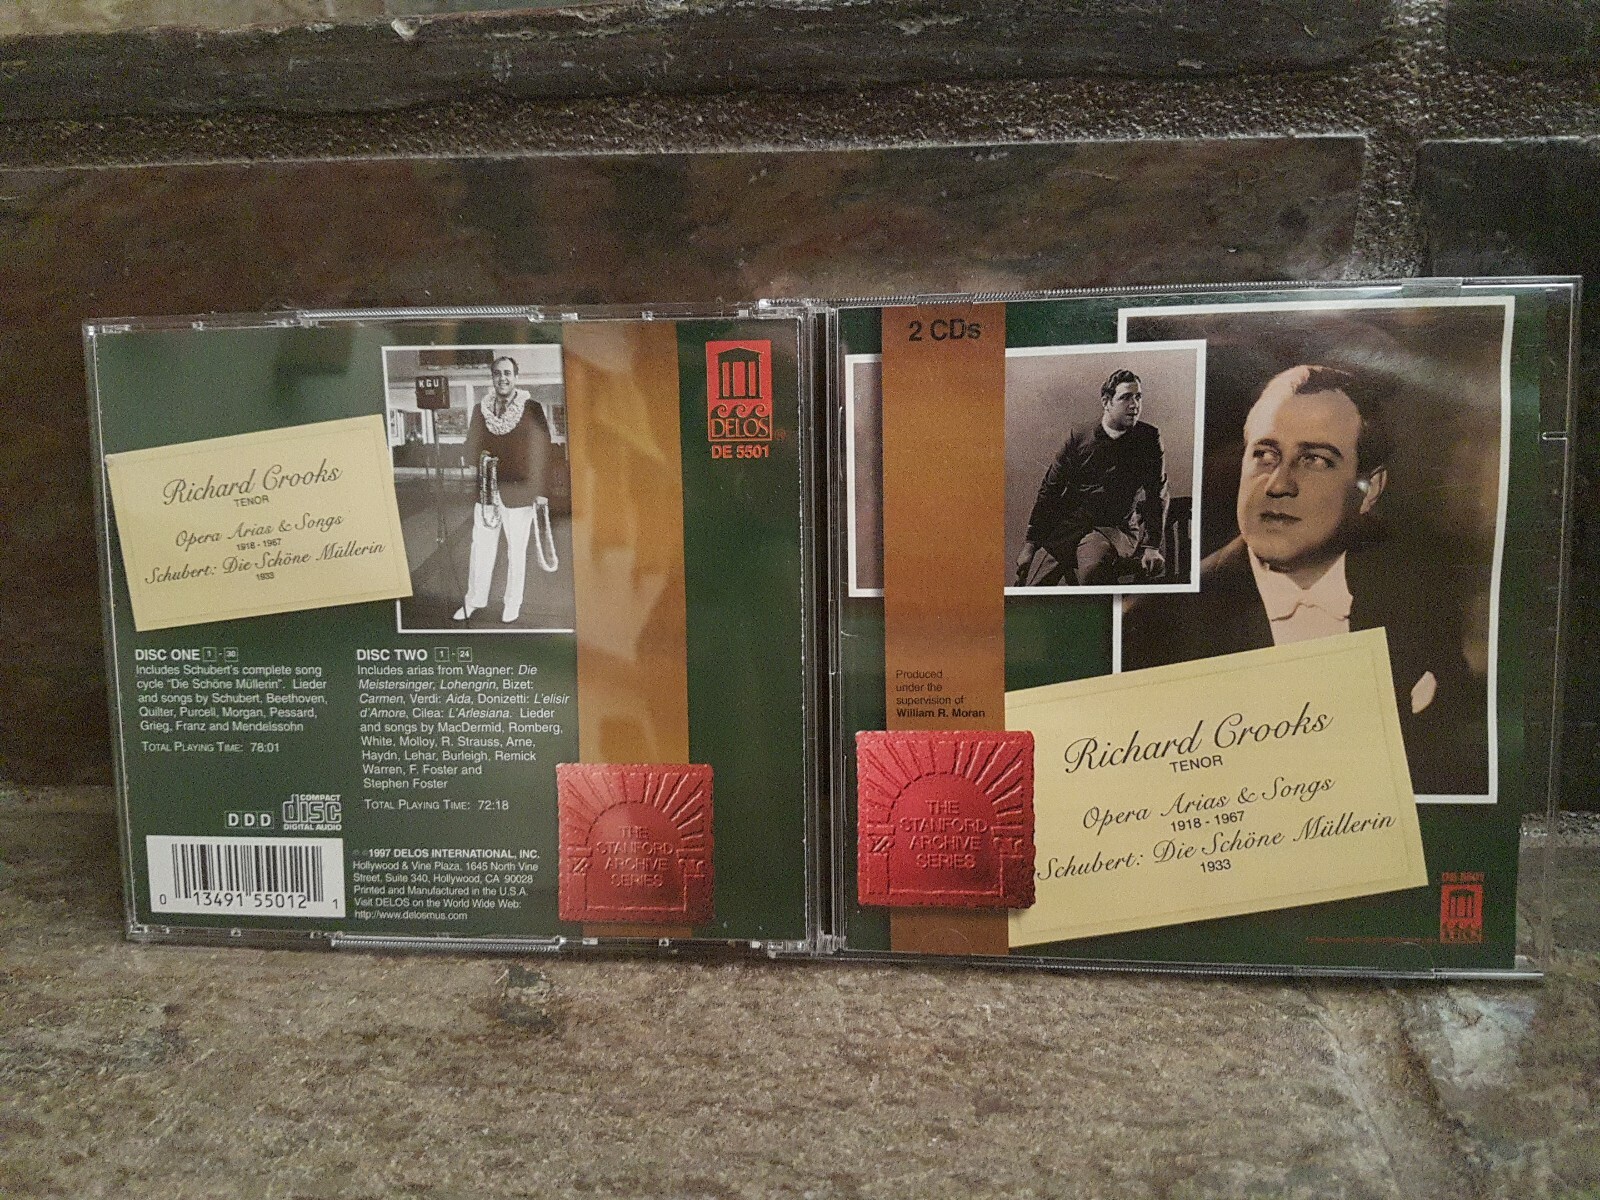 KGU
DELOS
DE 5501
Richard Crooks
TENOR
Opera Arias & Songs
1918 - 1967
Schubert: Die Schöne Müllerin
1933
DISC ONE 1 - 30
Includes Schubert's complete song
cycle "Die Schöne Müllerin". Lieder
and songs by Schubert, Beethoven,
Quilter, Purcell, Morgan, Pessard,
Grieg, Franz and Mendelssohn
TOTAL PLAYING TIME: 78:01
DISC TWO 1 - 24
Includes arias from Wagner: Die
Meistersinger, Lohengrin, Bizet:
Carmen, Verdi: Aida, Donizetti: L'elisir
d'Amore, Cilea: L'Arlesiana. Lieder
and songs by MacDermid, Romberg,
White, Molloy, R. Strauss, Arne,
Haydn, Lehar, Burleigh, Remick
Warren, F. Foster and
Stephen Foster
TOTAL PLAYING TIME: 72:18
DDD
COMPACT
disc
DIGITAL AUDIO
0 13491 55012 1
1997 DELOS INTERNATIONAL, INC.
Hollywood & Vine Plaza, 1645 North Vine
Street, Suite 340, Hollywood, CA 90028
Printed and Manufactured in the U.S.A.
Visit DELOS on the World Wide Web:
http://www.delosmus.com
THE
STANFORD
ARCHIVE
SERIES
2 CDs
Produced
under the
supervision of
William R. Moran
THE
STANFORD
ARCHIVE
SERIES
Richard Crooks
TENOR
Opera Arias & Songs
1918 - 1967
Schubert: Die Schöne Müllerin
1933
DE 5501
DELOS